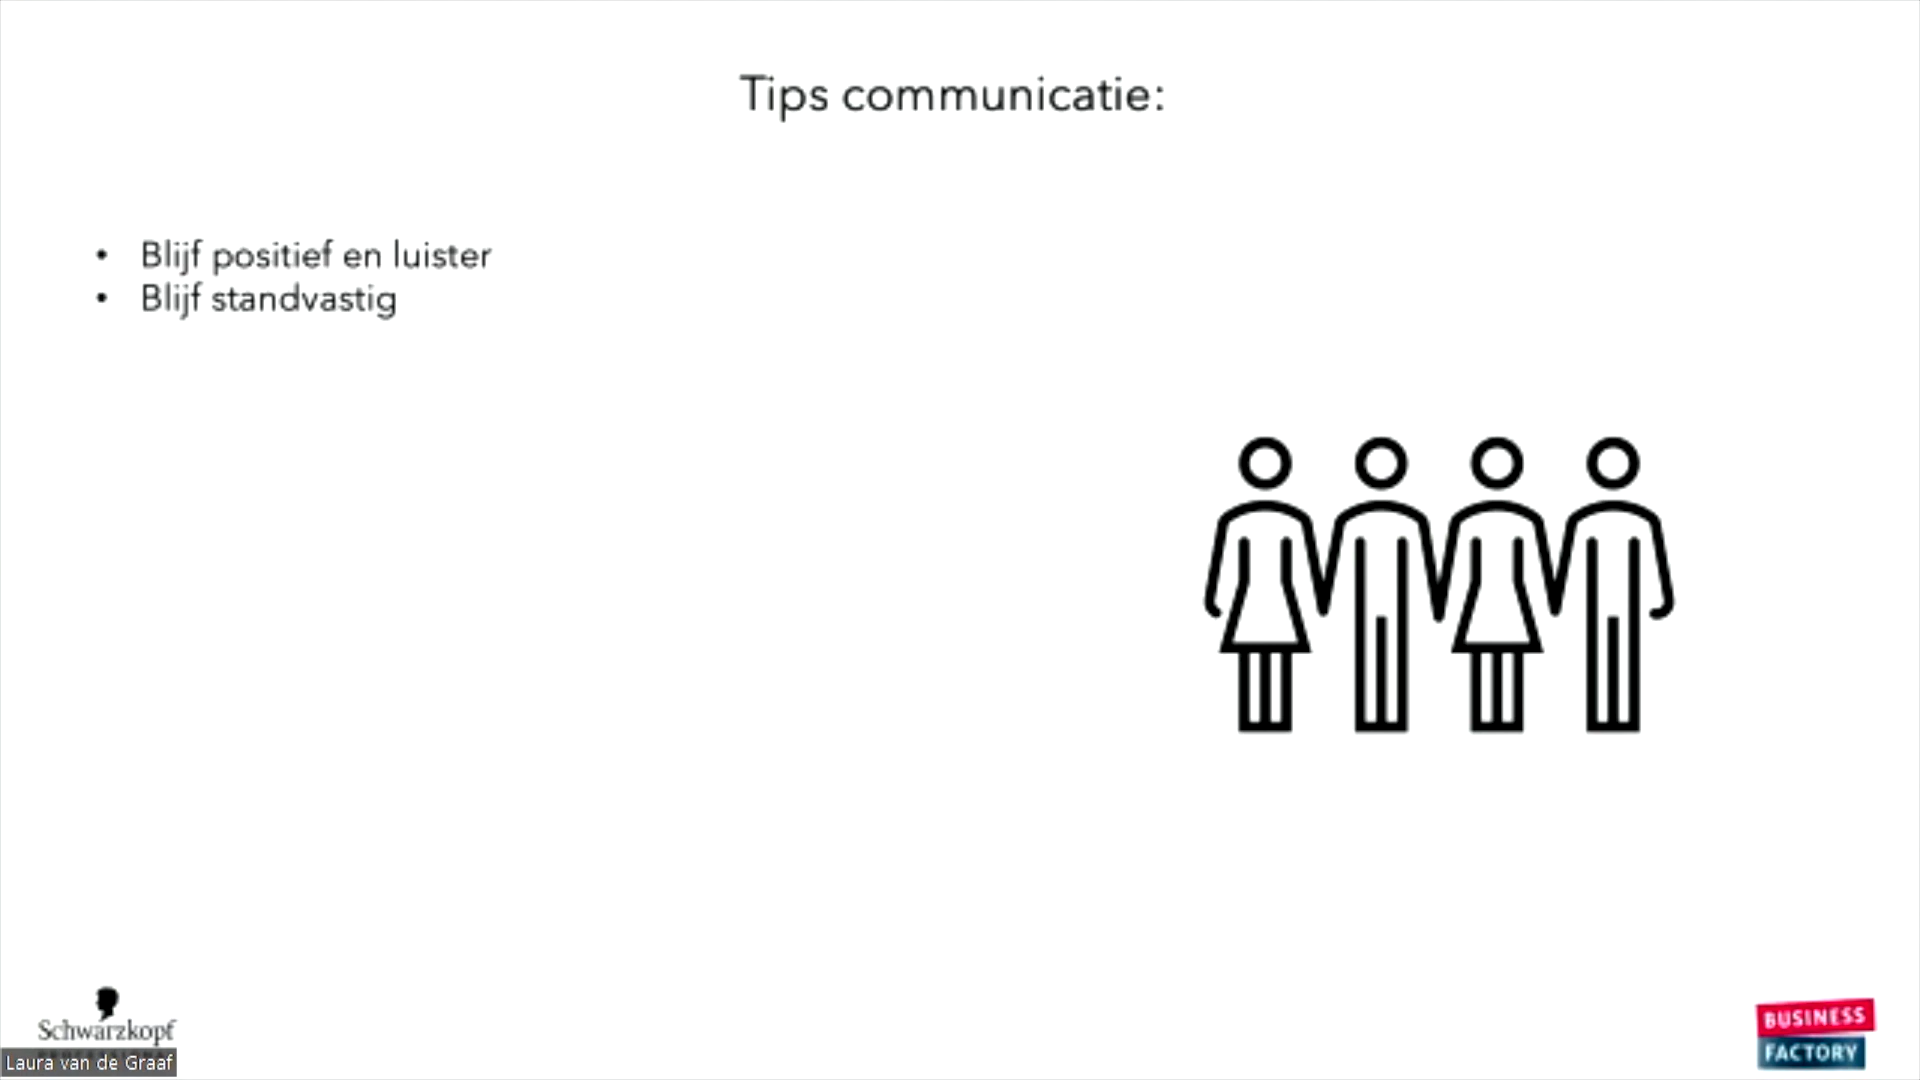 Tips communicatie:
• Blijf positief en luister
• Blijf standvastig
Schwarzkopf
Laura van de Graaf
BUSINESS
FACTORY